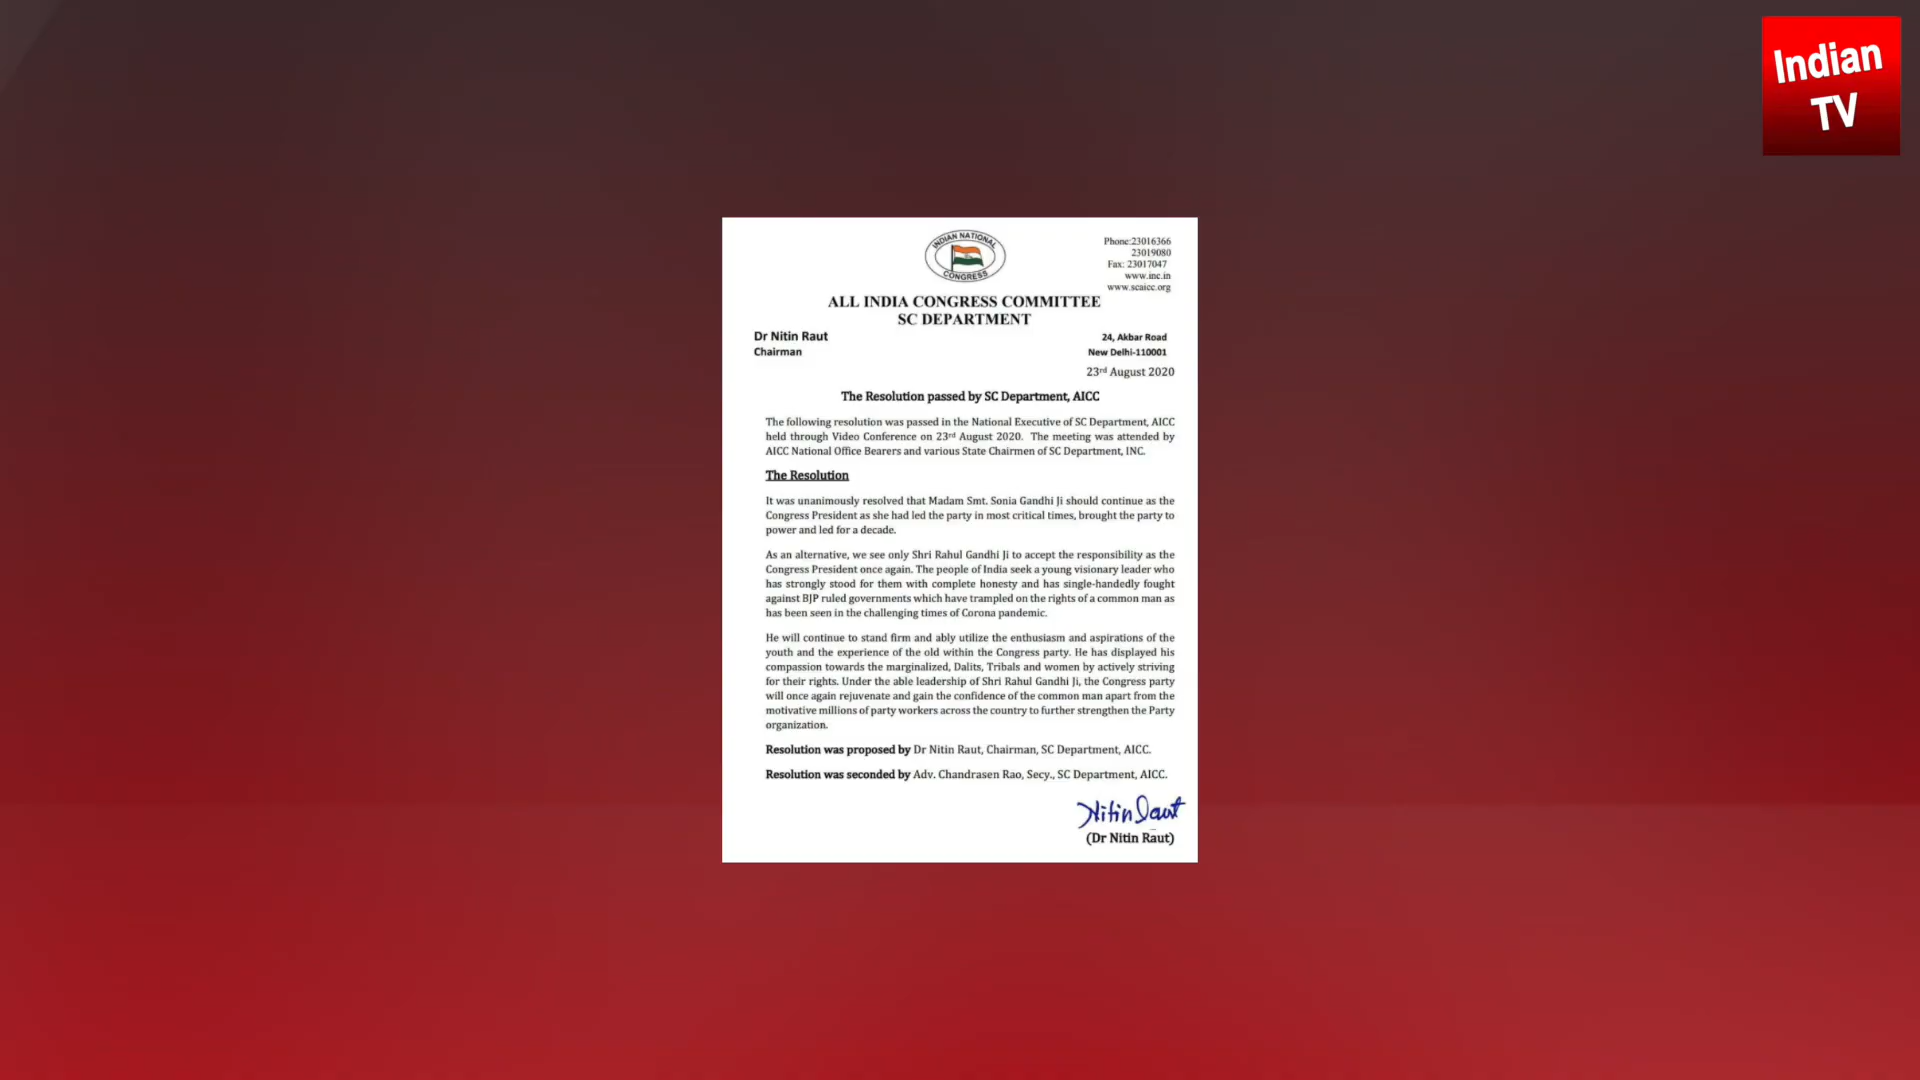 Indian
TV
INDIAN NATIONAL
CONGRESS
Phone:23016366
23019080
Fax: 23017047
www.inc.in
www.scaicc.org
ALL INDIA CONGRESS COMMITTEE
SC DEPARTMENT
Dr Nitin Raut
Chairman
24, Akbar Road
New Delhi-110001
23rd August 2020
The Resolution passed by SC Department, AICC
The following resolution was passed in the National Executive of SC Department, AICC
held through Video Conference on 23rd August 2020. The meeting was attended by
AICC National Office Bearers and various State Chairmen of SC Department, INC.
The Resolution
It was unanimously resolved that Madam Smt. Sonia Gandhi Ji should continue as the
Congress President as she had led the party in most critical times, brought the party to
power and led for a decade.
As an alternative, we see only Shri Rahul Gandhi Ji to accept the responsibility as the
Congress President once again. The people of India seek a young visionary leader who
has strongly stood for them with complete honesty and has single-handedly fought
against BJP ruled governments which have trampled on the rights of a common man as
has been seen in the challenging times of Corona pandemic.
He will continue to stand firm and ably utilize the enthusiasm and aspirations of the
youth and the experience of the old within the Congress party. He has displayed his
compassion towards the marginalized, Dalits, Tribals and women by actively striving
for their rights. Under the able leadership of Shri Rahul Gandhi Ji, the Congress party
will once again rejuvenate and gain the confidence of the common man apart from the
motivative millions of party workers across the country to further strengthen the Party
organization.
Resolution was proposed by Dr Nitin Raut, Chairman, SC Department, AICC.
Resolution was seconded by Adv. Chandrasen Rao, Secy., SC Department, AICC.
Nitin Raut
(Dr Nitin Raut)